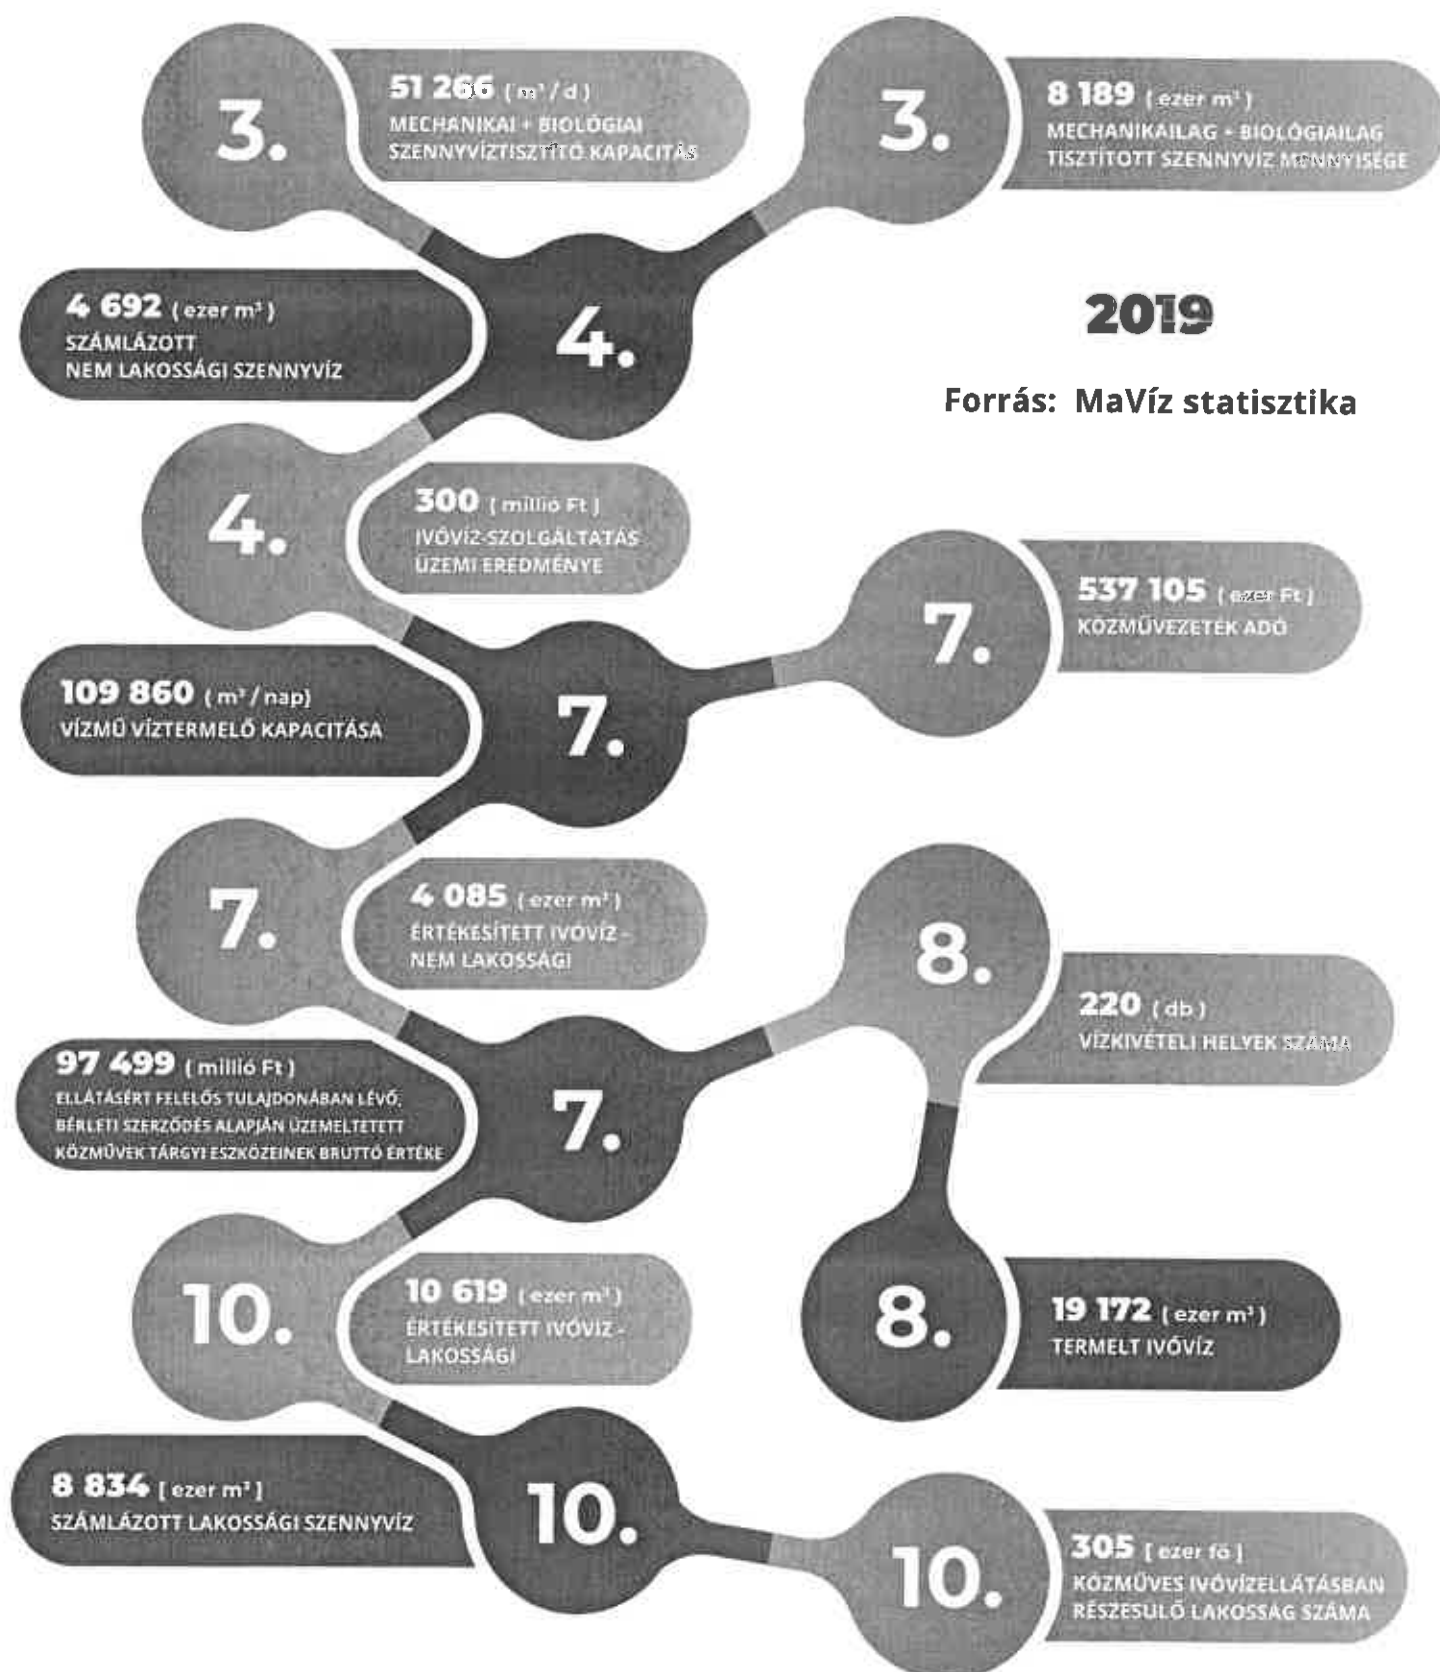 3.
51 266 ( m³ / d )
MECHANIKAI + BIOLÓGIAI
SZENNYVÍZTISZTÍTÓ KAPACITÁS
3.
8 189 ( ezer m³ )
MECHANIKAILAG + BIOLÓGIAILAG
TISZTÍTOTT SZENNYVÍZ MENNYISÉGE
4 692 ( ezer m³ )
SZÁMLÁZOTT
NEM LAKOSSÁGI SZENNYVÍZ
4.
2019
Forrás: MaVíz statisztika
4.
300 ( millió Ft )
IVÓVÍZ-SZOLGÁLTATÁS
ÜZEMI EREDMÉNYE
7.
537 105 ( ezer Ft )
KÖZMŰVEZETÉK ADÓ
109 860 ( m³ / nap)
VÍZMŰ VÍZTERMELŐ KAPACITÁSA
7.
7.
4 085 ( ezer m³ )
ÉRTÉKESÍTETT IVÓVÍZ -
NEM LAKOSSÁGI
8.
220 ( db )
VÍZKIVÉTELI HELYEK SZÁMA
97 499 ( millió Ft )
ELLÁTÁSÉRT FELELŐS TULAJDONÁBAN LÉVŐ,
BÉRLETI SZERZŐDÉS ALAPJÁN ÜZEMELTETETT
KÖZMŰVEK TÁRGYI ESZKÖZEINEK BRUTTÓ ÉRTÉKE
7.
10.
10 619 ( ezer m³ )
ÉRTÉKESÍTETT IVÓVÍZ -
LAKOSSÁGI
8.
19 172 ( ezer m³ )
TERMELT IVÓVÍZ
8 834 [ ezer m³ ]
SZÁMLÁZOTT LAKOSSÁGI SZENNYVÍZ
10.
10.
305 [ ezer fő ]
KÖZMŰVES IVÓVÍZELLÁTÁSBAN
RÉSZESÜLŐ LAKOSSÁG SZÁMA